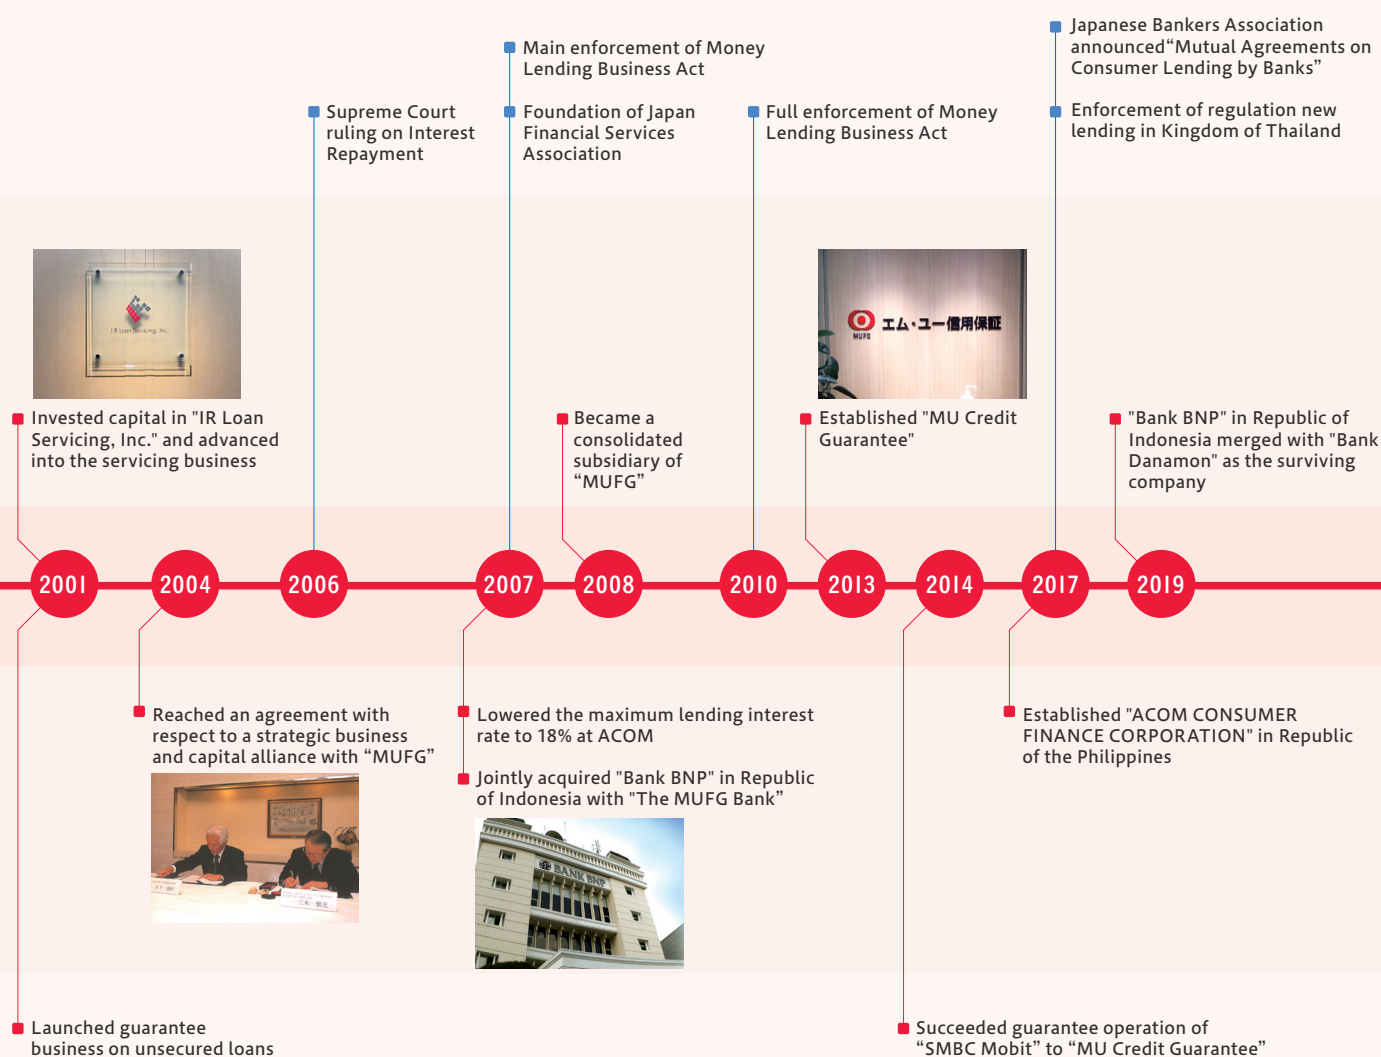 Japanese Bankers Association
announced“Mutual Agreements on
Consumer Lending by Banks”
Main enforcement of Money
Lending Business Act
Supreme Court
ruling on Interest
Repayment
Foundation of Japan
Financial Services
Association
Full enforcement of Money
Lending Business Act
Enforcement of regulation new
lending in Kingdom of Thailand
I R Loan Servicing, Inc.
MUFG
エム・ユー信用保証
Invested capital in "IR Loan
Servicing, Inc." and advanced
into the servicing business
Became a
consolidated
subsidiary of
“MUFG”
Established "MU Credit
Guarantee"
"Bank BNP" in Republic of
Indonesia merged with "Bank
Danamon" as the surviving
company
2001
2004
2006
2007
2008
2010
2013
2014
2017
2019
Reached an agreement with
respect to a strategic business
and capital alliance with “MUFG”
Lowered the maximum lending interest
rate to 18% at ACOM
Jointly acquired "Bank BNP" in Republic
of Indonesia with "The MUFG Bank”
BANK BNP
Established "ACOM CONSUMER
FINANCE CORPORATION" in Republic
of the Philippines
Launched guarantee
business on unsecured loans
Succeeded guarantee operation of
“SMBC Mobit” to “MU Credit Guarantee”